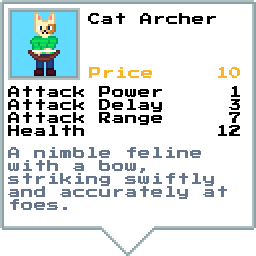 Cat Archer
Price 10
Attack Power 1
Attack Delay 3
Attack Range 7
Health 12
A nimble feline
with a bow,
striking swiftly
and accurately at
foes.